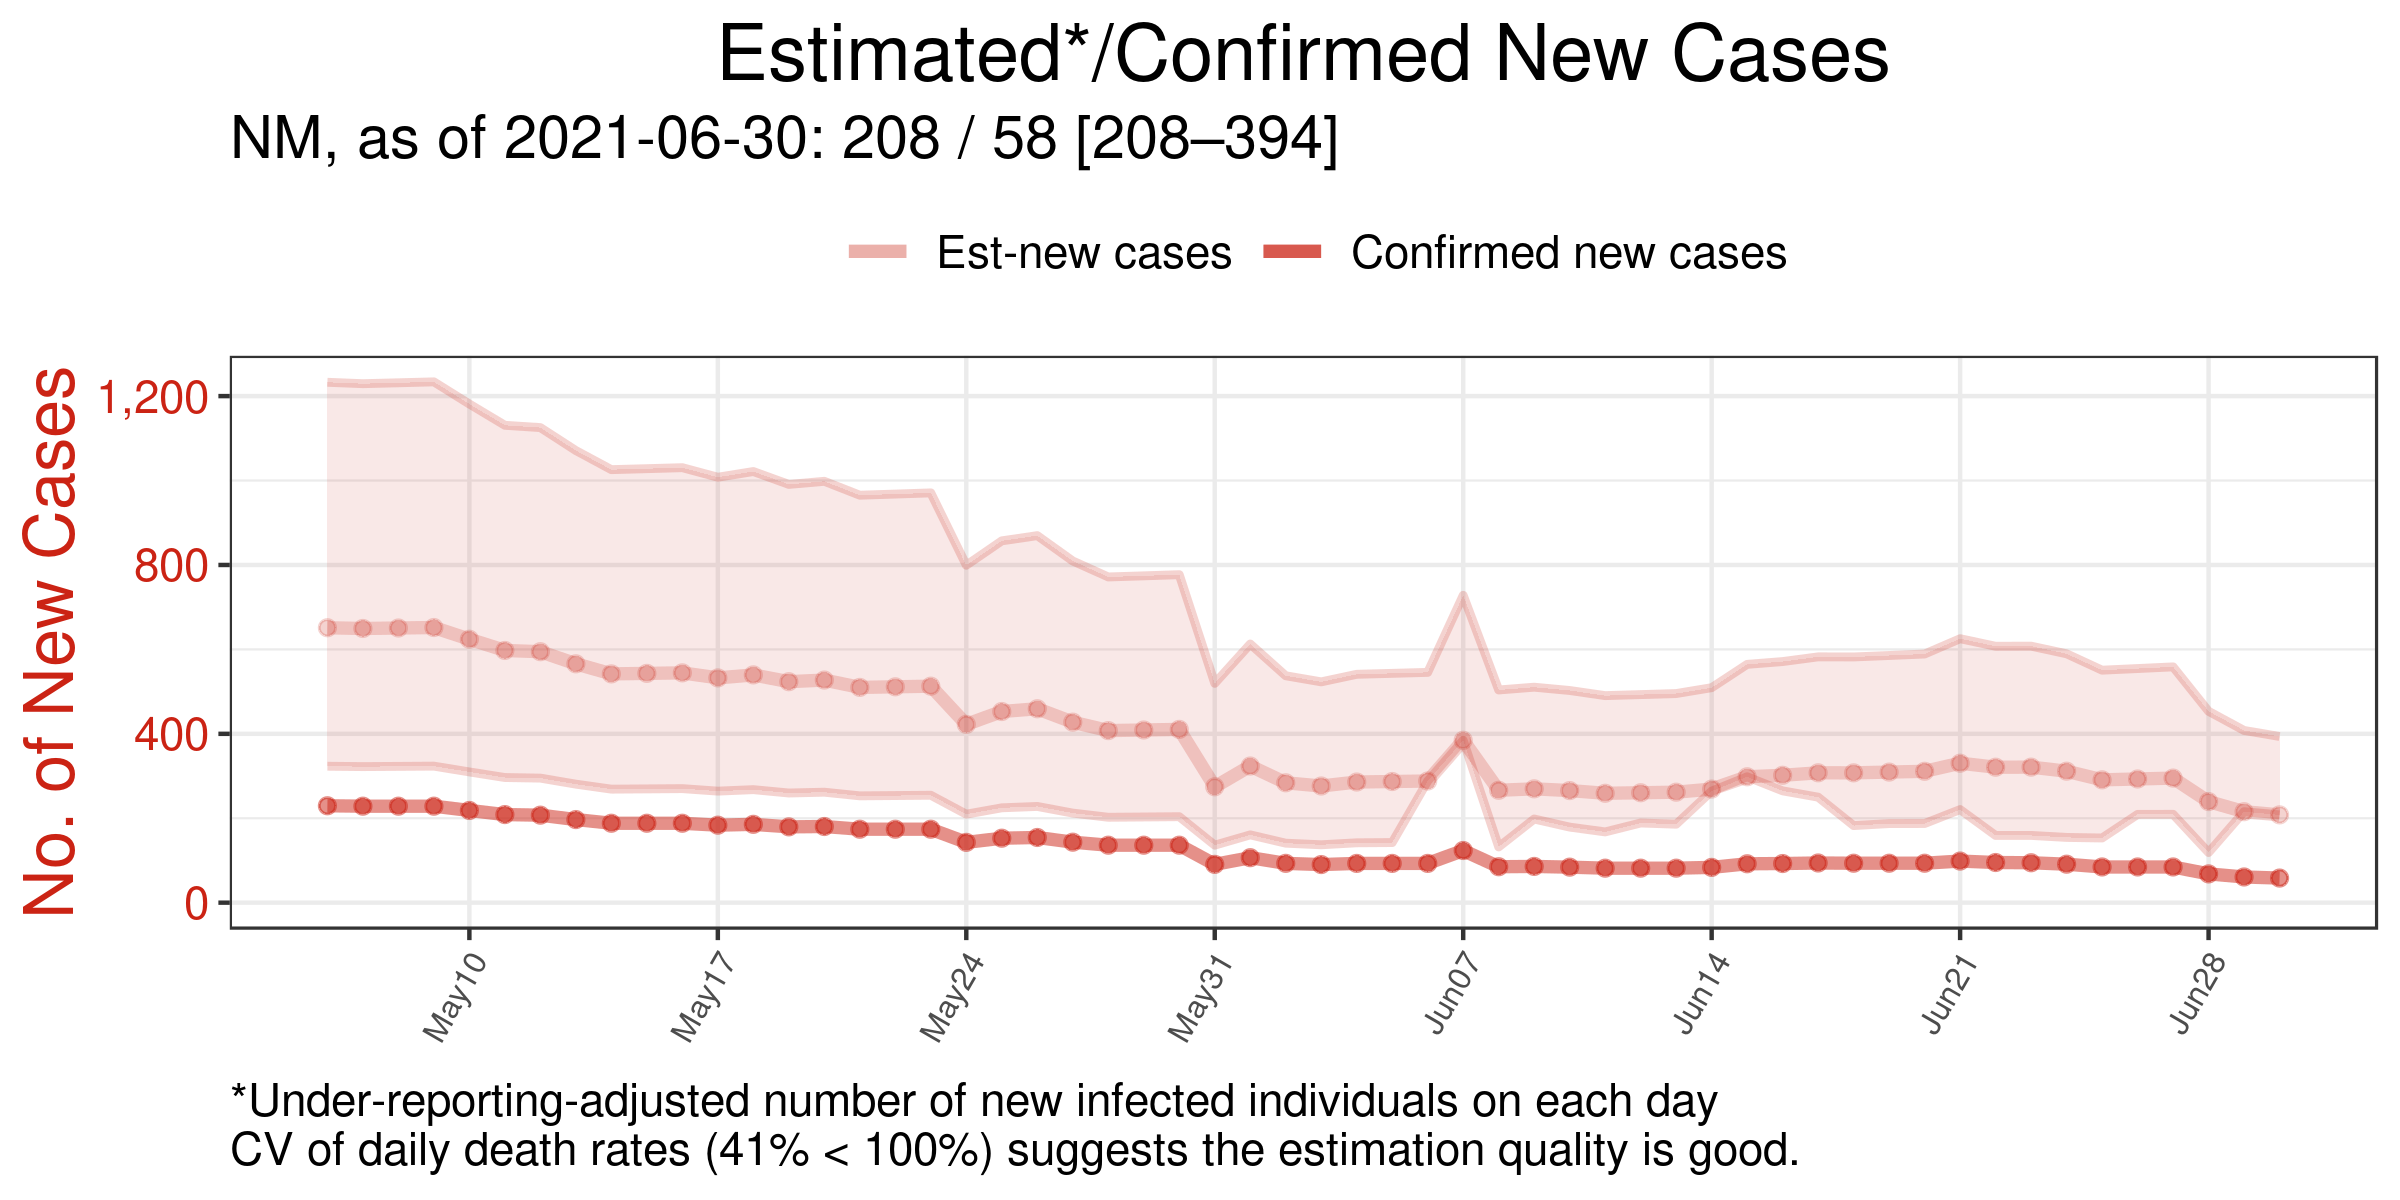 Estimated*/Confirmed New Cases
NM, as of 2021-06-30: 208 / 58 [208–394]
Est-new cases
Confirmed new cases
No. of New Cases
1,200
800
400
0
May10
May17
May24
May31
Jun07
Jun14
Jun21
Jun28
*Under-reporting-adjusted number of new infected individuals on each day
CV of daily death rates (41% < 100%) suggests the estimation quality is good.